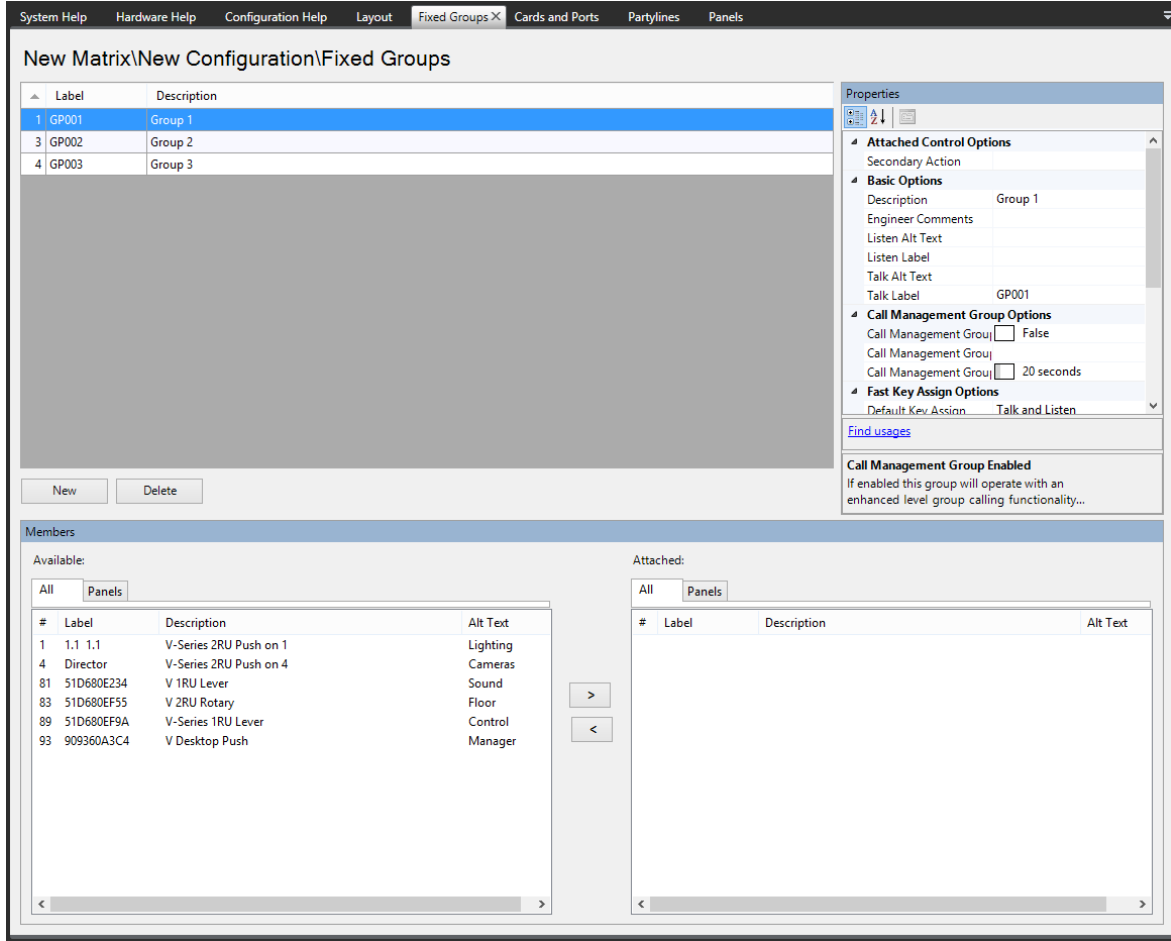 System Help Hardware Help Configuration Help Layout Fixed Groups X Cards and Ports Partylines Panels
New Matrix\New Configuration\Fixed Groups
Label Description
1 GP001 Group 1
3 GP002 Group 2
4 GP003 Group 3
New Delete
Properties
Attached Control Options
Secondary Action
Basic Options
Description Group 1
Engineer Comments
Listen Alt Text
Listen Label
Talk Alt Text
Talk Label GP001
Call Management Group Options
Call Management Grou False
Call Management Grou
Call Management Grou 20 seconds
Fast Key Assign Options
Default Key Assign Talk and Listen
Find usages
Call Management Group Enabled
If enabled this group will operate with an
enhanced level group calling functionality...
Members
Available:
All Panels
# Label Description Alt Text
1 1.1 1.1 V-Series 2RU Push on 1 Lighting
4 Director V-Series 2RU Push on 4 Cameras
81 51D680E234 V 1RU Lever Sound
83 51D680EF55 V 2RU Rotary Floor
89 51D680EF9A V-Series 1RU Lever Control
93 909360A3C4 V Desktop Push Manager
>
<
Attached:
All Panels
# Label Description Alt Text